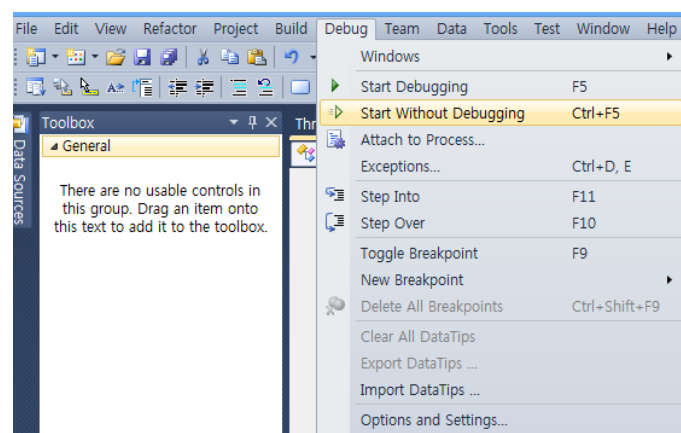 File Edit View Refactor Project Build Debug Team Data Tools Test Window Help
Windows
Start Debugging F5
Start Without Debugging Ctrl+F5
Attach to Process...
Exceptions... Ctrl+D, E
Step Into F11
Step Over F10
Toggle Breakpoint F9
New Breakpoint
Delete All Breakpoints Ctrl+Shift+F9
Clear All DataTips
Export DataTips ...
Import DataTips ...
Options and Settings...
Data Sources
Toolbox
General
There are no usable controls in
this group. Drag an item onto
this text to add it to the toolbox.
Thr